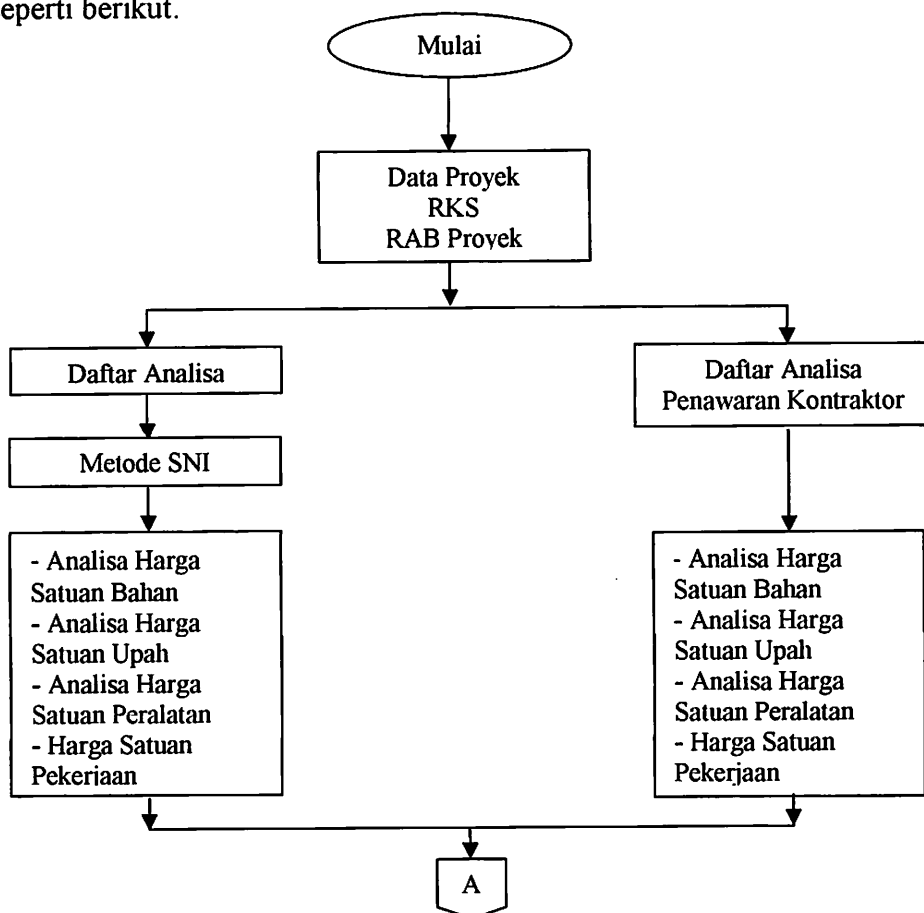 eperti berikut.
Mulai
Data Proyek
RKS
RAB Proyek
Daftar Analisa
Metode SNI
- Analisa Harga
Satuan Bahan
- Analisa Harga
Satuan Upah
- Analisa Harga
Satuan Peralatan
- Harga Satuan
Pekerjaan
Daftar Analisa
Penawaran Kontraktor
- Analisa Harga
Satuan Bahan
- Analisa Harga
Satuan Upah
- Analisa Harga
Satuan Peralatan
- Harga Satuan
Pekerjaan
A